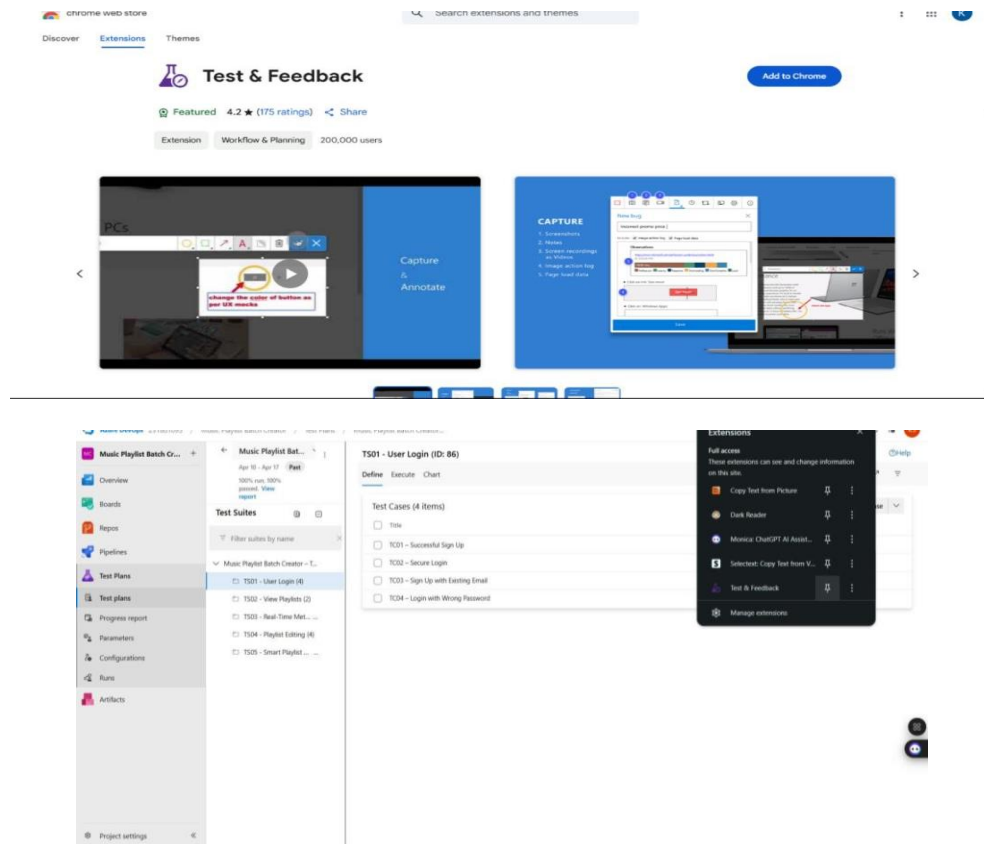 chrome web store
Search extensions and themes
K
Discover Extensions Themes
Test & Feedback
Add to Chrome
Featured 4.2 ★ (175 ratings) Share
Extension Workflow & Planning 200,000 users
PCs
change the color of button as
per UX mocks
Capture
&
Annotate
CAPTURE
1. Screenshots
2. Notes
3. Screen recordings
as Videos
4. Image action log
5. Page load data
New bug
Save
Extensions
Music Playlist Batch Cr... +
Music Playlist Bat...
Apr 10 - Apr 17 Past
100% run, 100%
passed. View
report
TS01 - User Login (ID: 86)
Full access
These extensions can see and change information
on this site.
Help
Overview
Boards
Repos
Pipelines
Test Plans
Test plans
Progress report
Parameters
Configurations
Runs
Artifacts
Project settings
Test Suites
Filter suites by name
Music Playlist Batch Creator – T...
TS01 - User Login (4)
TS02 - View Playlists (2)
TS03 - Real-Time Met... ...
TS04 - Playlist Editing (4)
TS05 - Smart Playlist ... ...
Define Execute Chart
Test Cases (4 items)
Title
TC01 – Successful Sign Up
TC02 – Secure Login
TC03 – Sign Up with Existing Email
TC04 – Login with Wrong Password
Copy Text from Picture
Dark Reader
Monica: ChatGPT AI Assist...
Selectext: Copy Text from V...
Test & Feedback
Manage extensions